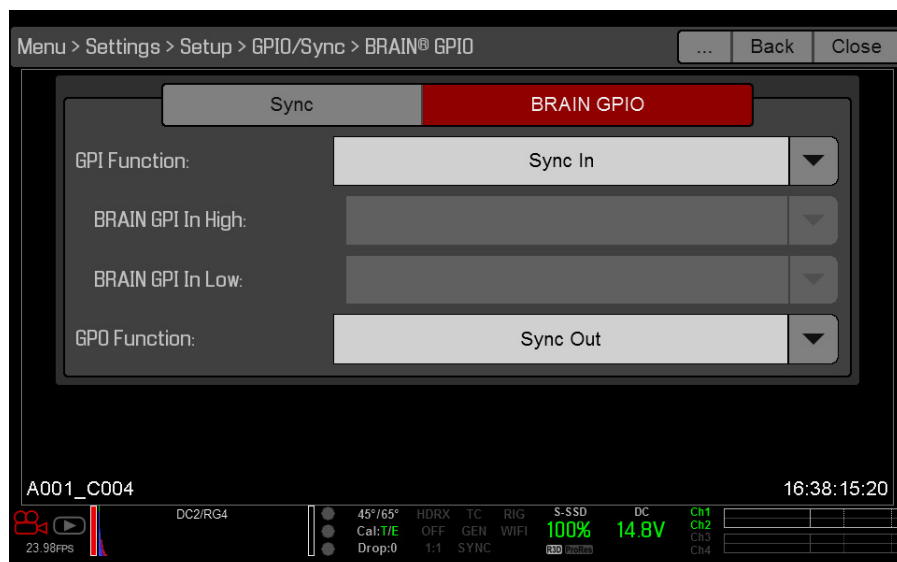 Menu > Settings > Setup > GPIO/Sync > BRAIN® GPIO ... Back Close
Sync BRAIN GPIO
GPI Function: Sync In
BRAIN GPI In High:
BRAIN GPI In Low:
GPO Function: Sync Out
A001_C004 16:38:15:20
DC2/RG4 45°/65° HDRX TC RIG S-SSD DC Ch1
Cal:T/E OFF GEN WIFI 100% 14.8V Ch2
23.98FPS Drop:0 1:1 SYNC R3D ProRes Ch3
Ch4